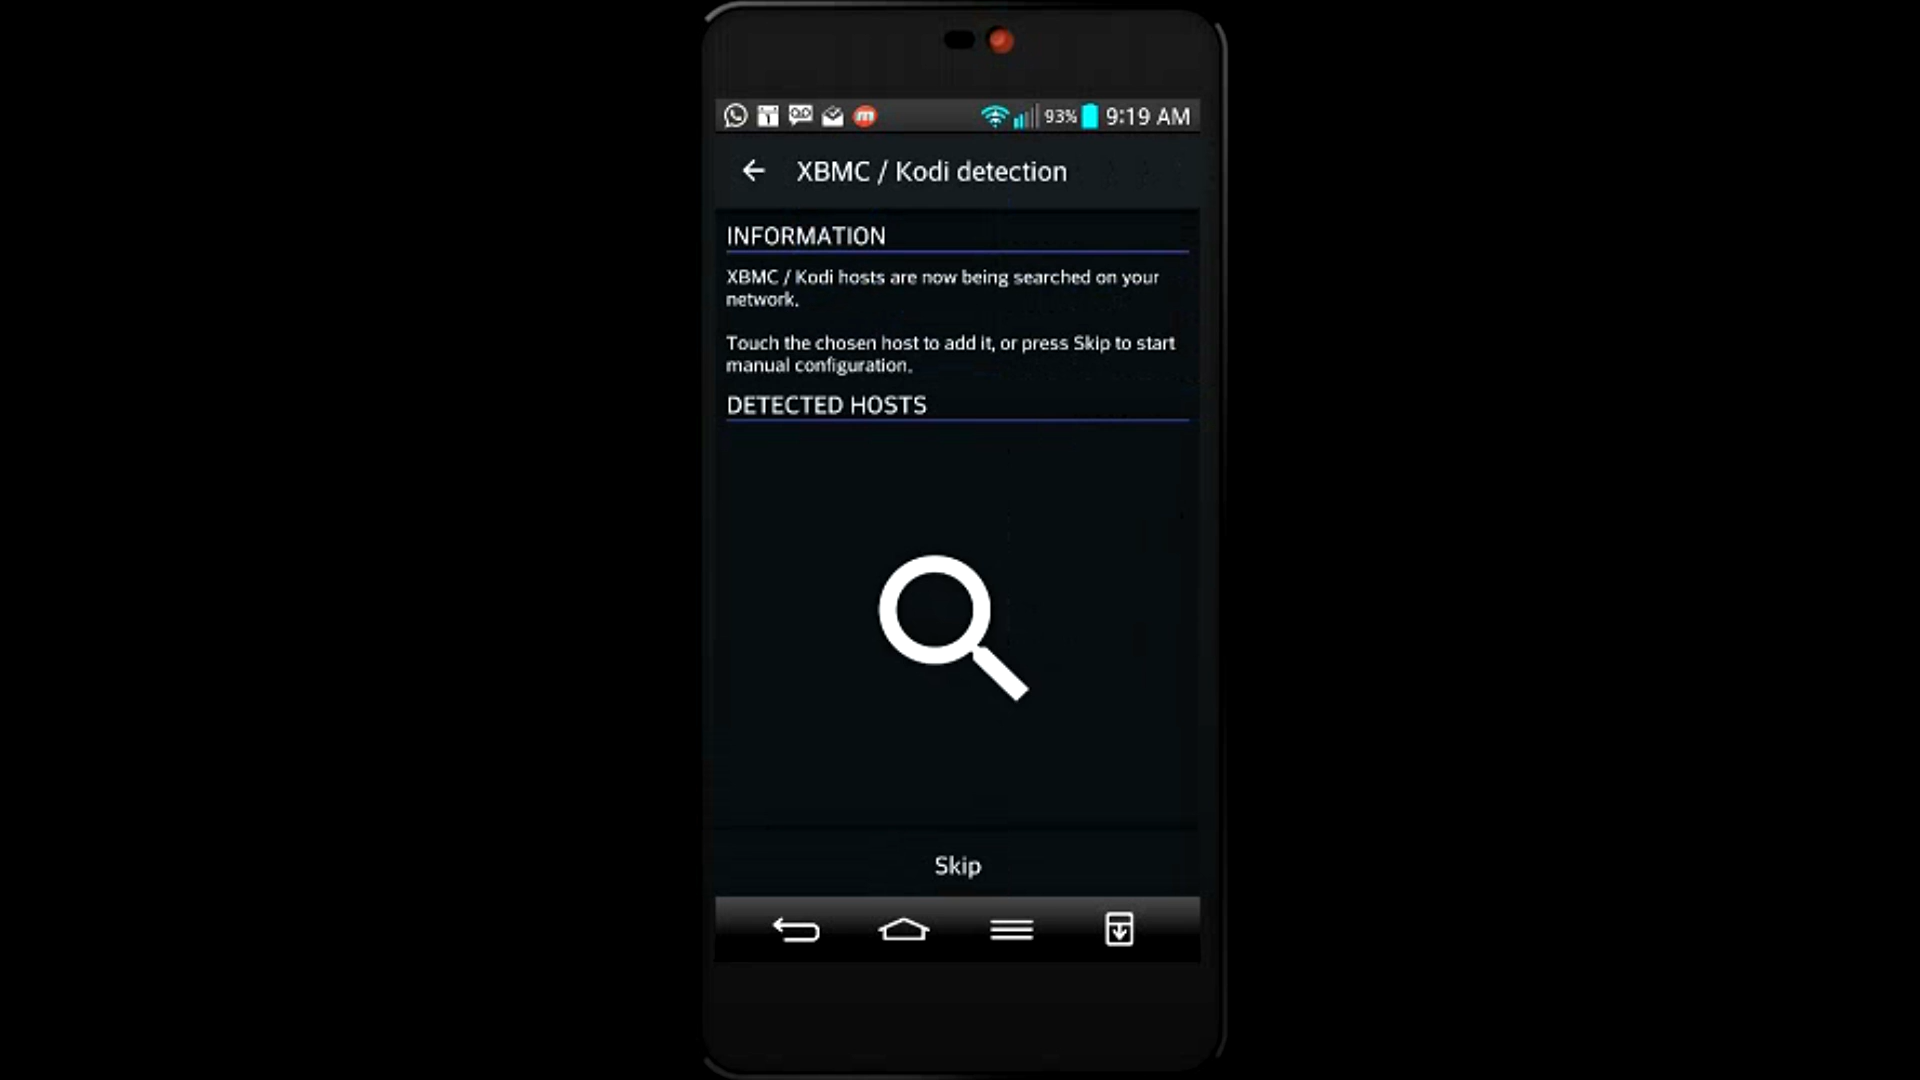 93% 9:19 AM
XBMC / Kodi detection
INFORMATION
XBMC / Kodi hosts are now being searched on your
network.
Touch the chosen host to add it, or press Skip to start
manual configuration.
DETECTED HOSTS
Skip